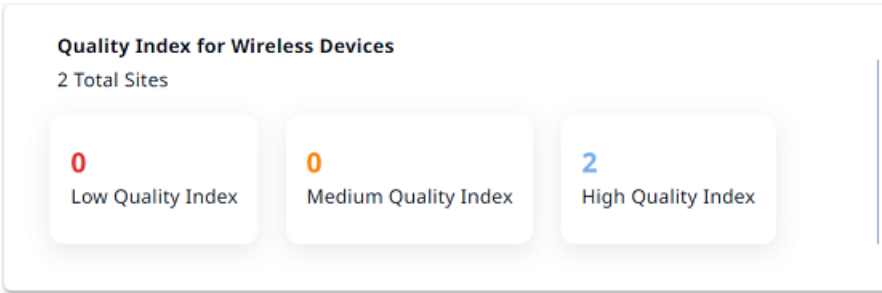 Quality Index for Wireless Devices
2 Total Sites
0
Low Quality Index
0
Medium Quality Index
2
High Quality Index